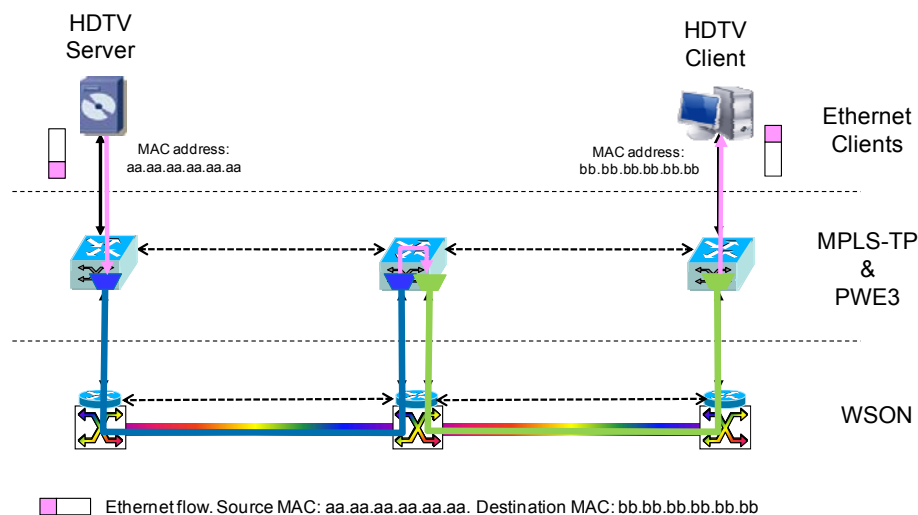 HDTV
Server
HDTV
Client
Ethernet
Clients
MAC address:
aa.aa.aa.aa.aa.aa
MAC address:
bb.bb.bb.bb.bb.bb
MPLS-TP
&
PWE3
WSON
Ethernet flow. Source MAC: aa.aa.aa.aa.aa.aa. Destination MAC: bb.bb.bb.bb.bb.bb